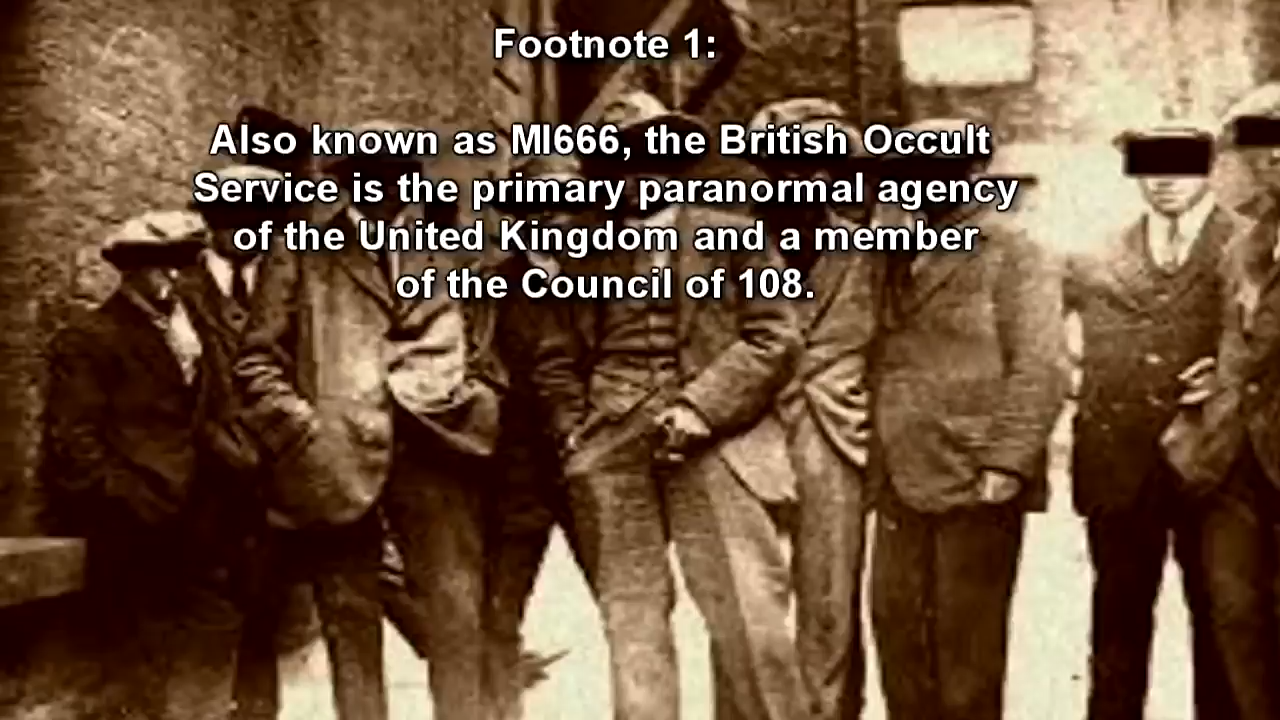 Footnote 1:
Also known as MI666, the British Occult
Service is the primary paranormal agency
of the United Kingdom and a member
of the Council of 108.